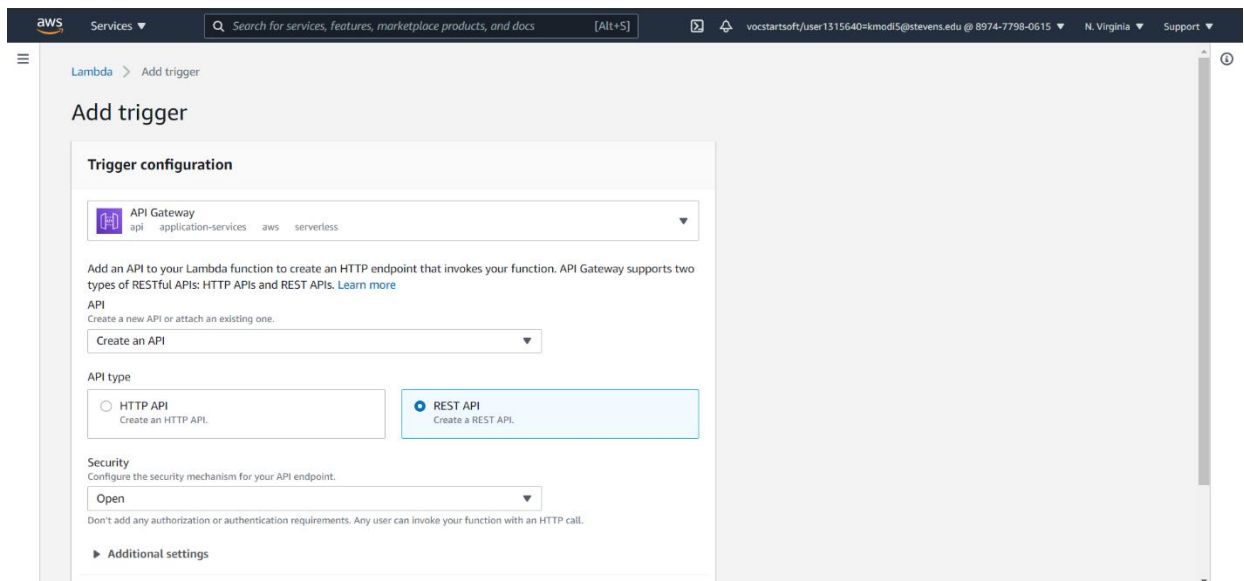 aws Services ▼ Search for services, features, marketplace products, and docs [Alt+S] vocstartsoft/user1315640=kmodi5@stevens.edu @ 8974-7798-0615 ▼ N. Virginia ▼ Support ▼
Lambda > Add trigger
Add trigger
Trigger configuration
API Gateway
api application-services aws serverless
Add an API to your Lambda function to create an HTTP endpoint that invokes your function. API Gateway supports two
types of RESTful APIs: HTTP APIs and REST APIs. Learn more
API
Create a new API or attach an existing one.
Create an API
API type
HTTP API REST API
Create an HTTP API. Create a REST API.
Security
Configure the security mechanism for your API endpoint.
Open
Don't add any authorization or authentication requirements. Any user can invoke your function with an HTTP call.
Additional settings